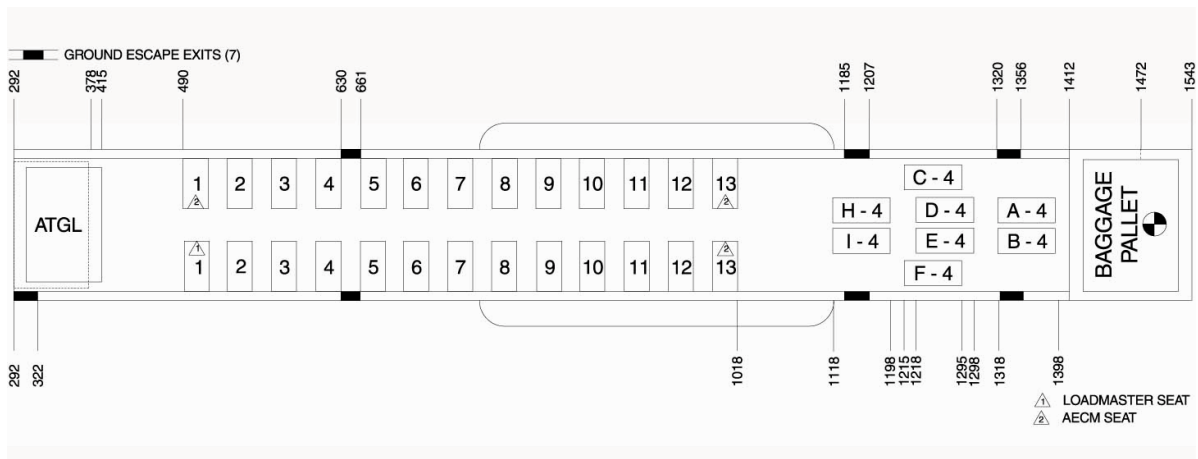 GROUND ESCAPE EXITS (7)
292 378 415 490 630 661 1185 1207 1320 1356 1412 1472 1543
1 2 3 4 5 6 7 8 9 10 11 12 13
2 2
C - 4
H - 4 D - 4 A - 4
ATGL
I - 4 E - 4 B - 4
F - 4
BAGGAGE
PALLET
1 2
1 2 3 4 5 6 7 8 9 10 11 12 13
292 322 1018 1118 1198 1215 1218 1295 1298 1318 1398
1 LOADMASTER SEAT
2 AECM SEAT